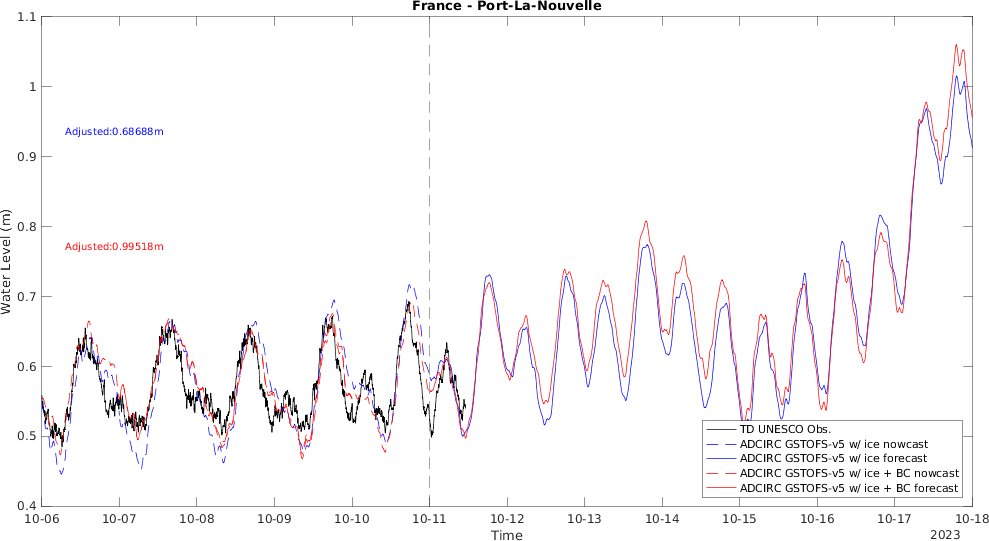 France - Port-La-Nouvelle
1.1
1
0.9
0.8
0.7
0.6
0.5
0.4
Water Level (m)
Adjusted:0.68688m
Adjusted:0.99518m
TD UNESCO Obs.
ADCIRC GSTOFS-v5 w/ ice nowcast
ADCIRC GSTOFS-v5 w/ ice forecast
ADCIRC GSTOFS-v5 w/ ice + BC nowcast
ADCIRC GSTOFS-v5 w/ ice + BC forecast
10-06 10-07 10-08 10-09 10-10 10-11 10-12 10-13 10-14 10-15 10-16 10-17 10-18
Time
2023